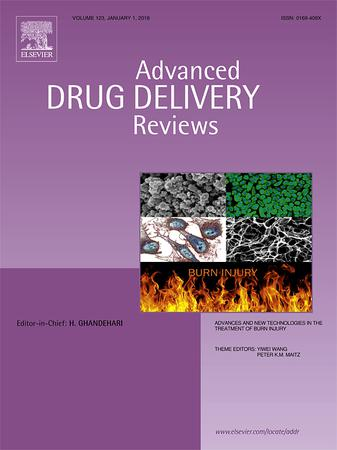 VOLUME 123, JANUARY 1, 2018
ISSN 0169-409X
ELSEVIER
Advanced
DRUG DELIVERY
Reviews
BURN INJURY
Editor-in-Chief: H. GHANDEHARI
ADVANCES AND NEW TECHNOLOGIES IN THE
TREATMENT OF BURN INJURY
THEME EDITORS: YIWEI WANG
PETER K.M. MAITZ
www.elsevier.com/locate/addr